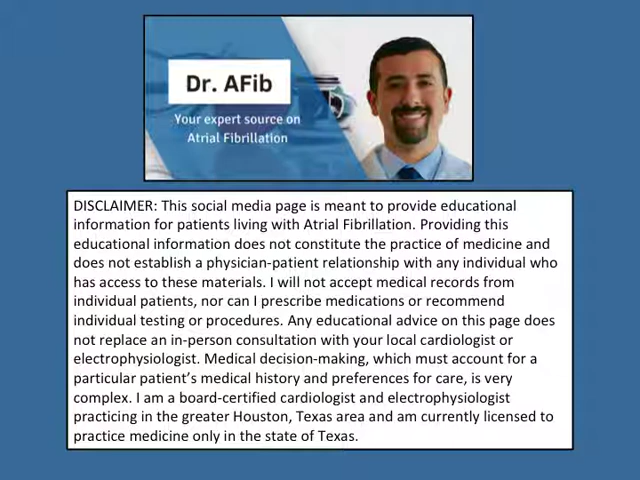 Dr. AFib
Your expert source on
Atrial Fibrillation
DISCLAIMER: This social media page is meant to provide educational
information for patients living with Atrial Fibrillation. Providing this
educational information does not constitute the practice of medicine and
does not establish a physician-patient relationship with any individual who
has access to these materials. I will not accept medical records from
individual patients, nor can I prescribe medications or recommend
individual testing or procedures. Any educational advice on this page does
not replace an in-person consultation with your local cardiologist or
electrophysiologist. Medical decision-making, which must account for a
particular patient’s medical history and preferences for care, is very
complex. I am a board-certified cardiologist and electrophysiologist
practicing in the greater Houston, Texas area and am currently licensed to
practice medicine only in the state of Texas.